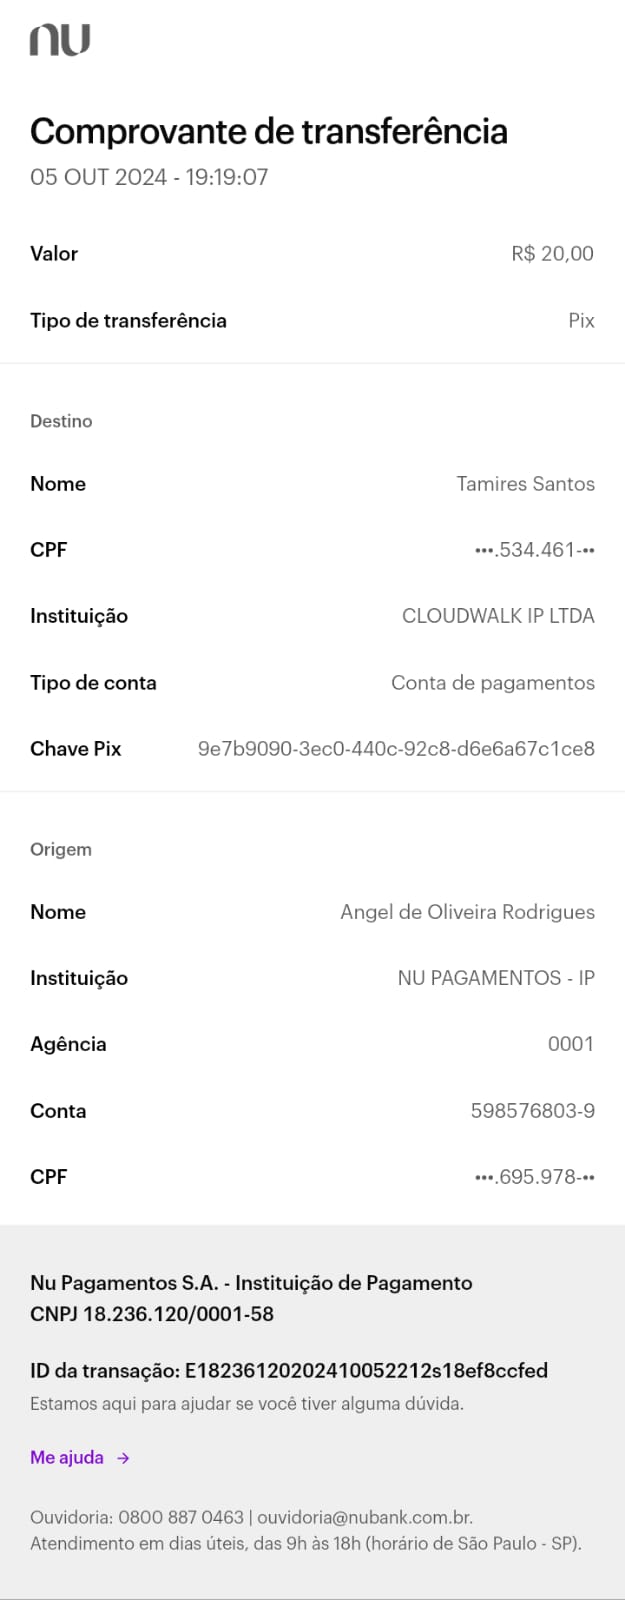 nu
Comprovante de transferência
05 OUT 2024 - 19:19:07
Valor R$ 20,00
Tipo de transferência Pix
Destino
Nome Tamires Santos
CPF •••.534.461-••
Instituição CLOUDWALK IP LTDA
Tipo de conta Conta de pagamentos
Chave Pix 9e7b9090-3ec0-440c-92c8-d6e6a67c1ce8
Origem
Nome Angel de Oliveira Rodrigues
Instituição NU PAGAMENTOS - IP
Agência 0001
Conta 598576803-9
CPF •••.695.978-••
Nu Pagamentos S.A. - Instituição de Pagamento
CNPJ 18.236.120/0001-58
ID da transação: E18236120202410052212s18ef8ccfed
Estamos aqui para ajudar se você tiver alguma dúvida.
Me ajuda →
Ouvidoria: 0800 887 0463 | ouvidoria@nubank.com.br.
Atendimento em dias úteis, das 9h às 18h (horário de São Paulo - SP).